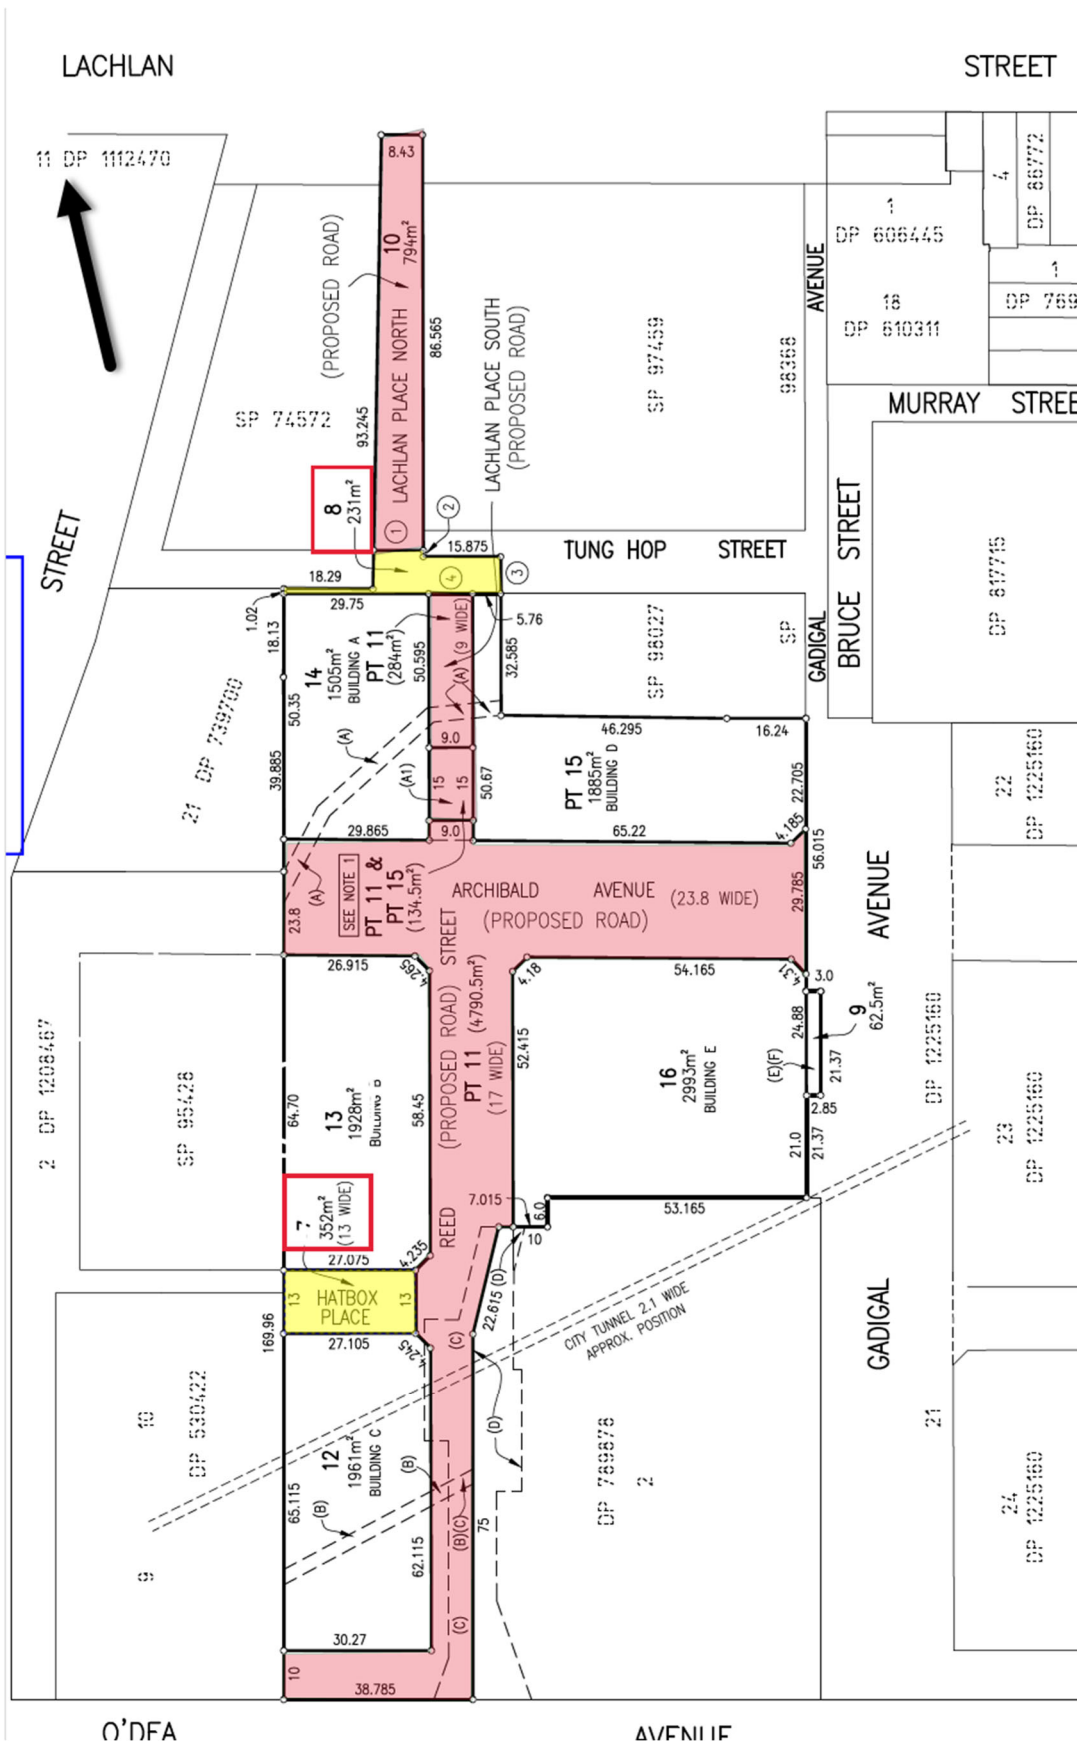 LACHLAN
STREET
11 DP 1112470
8.43
(PROPOSED ROAD)
10
794m²
LACHLAN PLACE NORTH
93.245
86.565
SP 74572
LACHLAN PLACE SOUTH
(PROPOSED ROAD)
SP 97459
98368
AVENUE
1
DP 606445
18
DP 610311
4
DP 86772
1
DP 769
MURRAY STREE
8
231m²
1
2
3
4
15.875
TUNG HOP STREET
STREET
18.29
29.75
1.02
18.13
5.76
14
1505m²
BUILDING A
PT 11
(284m²)
50.595
(A) (9 WIDE)
32.585
SP 98027
SP
GADIGAL
BRUCE STREET
DP 817715
50.35
39.885
21 DP 739700
(A)
(A1)
9.0
15
15
50.67
46.295
16.24
PT 15
1885m²
BUILDING D
22.705
4.185
56.015
22
DP 1225160
29.865
9.0
65.22
(A)
23.8
SEE NOTE 1
PT 11 &
PT 15
(134.5m²)
ARCHIBALD AVENUE (23.8 WIDE)
(PROPOSED ROAD)
29.785
AVENUE
26.915
4.265
4.18
54.165
4.31
3.0
REED STREET
(PROPOSED ROAD)
PT 11 (4790.5m²)
(17 WIDE)
52.415
24.88
9
62.5m²
(E)(F)
21.37
2.85
21.0
21.37
2 DP 1208467
SP 95428
64.70
13
1928m²
58.45
16
2993m²
BUILDING E
DP 1225160
23
DP 1225160
7
352m²
(13 WIDE)
7.015
6.0
10
53.165
27.075
4.235
13
HATBOX
PLACE
13
27.105
4.245
169.96
22.615
(D)
(C)
CITY TUNNEL 2.1 WIDE
APPROX. POSITION
GADIGAL
10
DP 530422
9
12
1961m²
BUILDING C
65.115
(B)
(B)
(B)(C)
62.115
(D)
75
DP 789878
2
21
24
DP 1225160
30.27
(C)
10
38.785
O'DEA
AVENUE